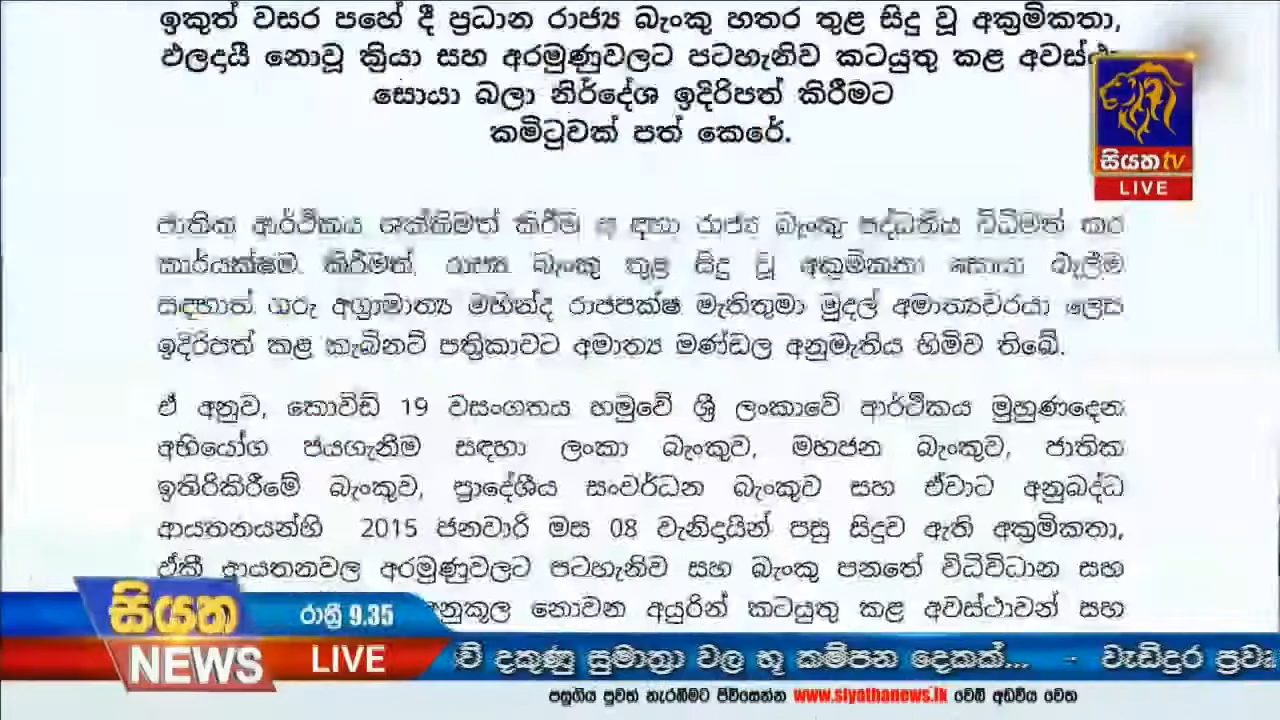 ඉකුත් වසර පහේ දී ප්‍රධාන රාජ්‍ය බැංකු හතර තුළ සිදු වූ අක්‍රමිකතා,
ඵලදායී නොවූ ක්‍රියා සහ අරමුණුවලට පටහැනිව කටයුතු කළ
සොයා බලා නිර්දේශ ඉදිරිපත් කිරීමට
කමිටුවක් පත් කෙරේ.
සියත tv
LIVE
ජාතික ආර්ථිකය ශක්තිමත් කිරීම රාජ්‍ය බැංකු පද්ධතිය විධිමත් කර
කාර්යක්ෂම කිරීමත්, රාජ්‍ය බැංකු තුළ සිදු වූ අක්‍රමිකතා සොයා බැලීම
සඳහාත් ගරු අග්‍රාමාත්‍ය මහින්ද රාජපක්ෂ මැතිතුමා මුදල් අමාත්‍යවරයා ලෙස
ඉදිරිපත් කළ කැබිනට් පත්‍රිකාවට අමාත්‍ය මණ්ඩල අනුමැතිය හිමිව තිබේ.
ඒ අනුව, කොවිඩ් 19 වසංගතය හමුවේ ශ්‍රී ලංකාවේ ආර්ථිකය මුහුණදෙන
අභියෝග ජයගැනීම සඳහා ලංකා බැංකුව, මහජන බැංකුව, ජාතික
ඉතිරිකිරීමේ බැංකුව, ප්‍රාදේශීය සංවර්ධන බැංකුව සහ ඒවාට අනුබද්ධ
ආයතනයන්හි 2015 ජනවාරි මස 08 වැනිදායින් පසු සිදුව ඇති අක්‍රමිකතා,
ඒකී ආයතනවල අරමුණුවලට පටහැනිව සහ බැංකු පනතේ විධිවිධාන සහ
නොවන අයුරින් කටයුතු කළ අවස්ථාවන් සහ
සියත රාත්‍රී 9.35
NEWS LIVE
දකුණු සුමාත්‍රා වල භූ කම්පන දෙකක්... - වැඩිදුර
පසුගිය පුවත් නැරඹීමට පිවිසෙන්න www.siyathanews.lk වෙබ් අඩවිය වෙත